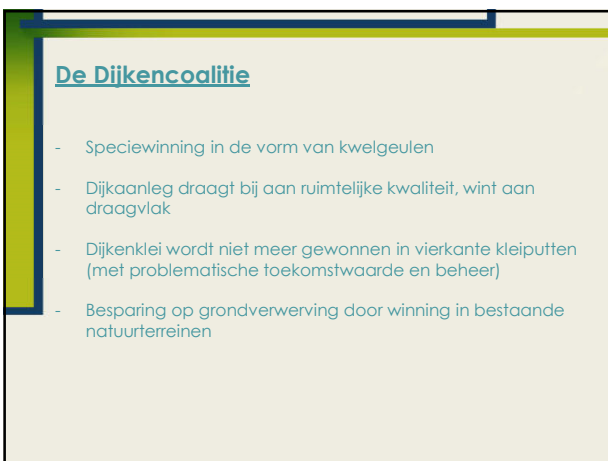 De Dijkencoalitie
- Speciewinning in de vorm van kwelgeulen
- Dijkaanleg draagt bij aan ruimtelijke kwaliteit, wint aan
draagvlak
- Dijkenklei wordt niet meer gewonnen in vierkante kleiputten
(met problematische toekomstwaarde en beheer)
- Besparing op grondverwerving door winning in bestaande
natuurterreinen